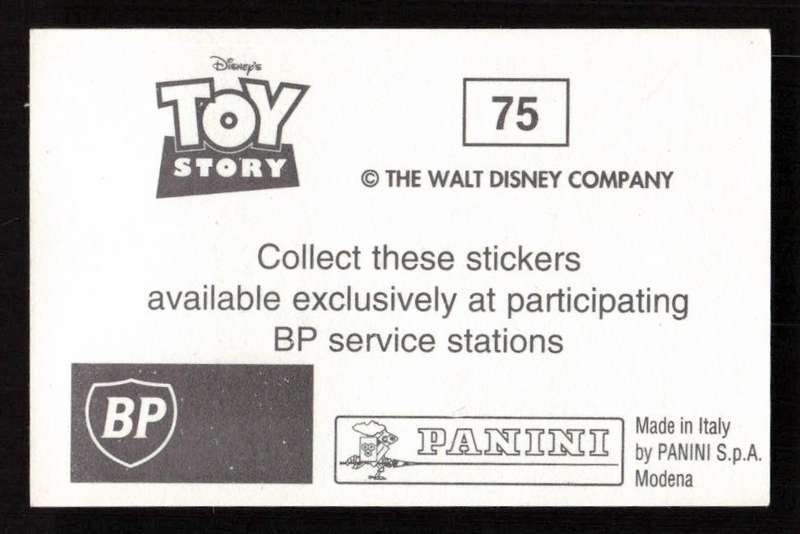 Disney's
TOY
STORY
75
© THE WALT DISNEY COMPANY
Collect these stickers
available exclusively at participating
BP service stations
BP
PANINI
Made in Italy
by PANINI S.p.A.
Modena